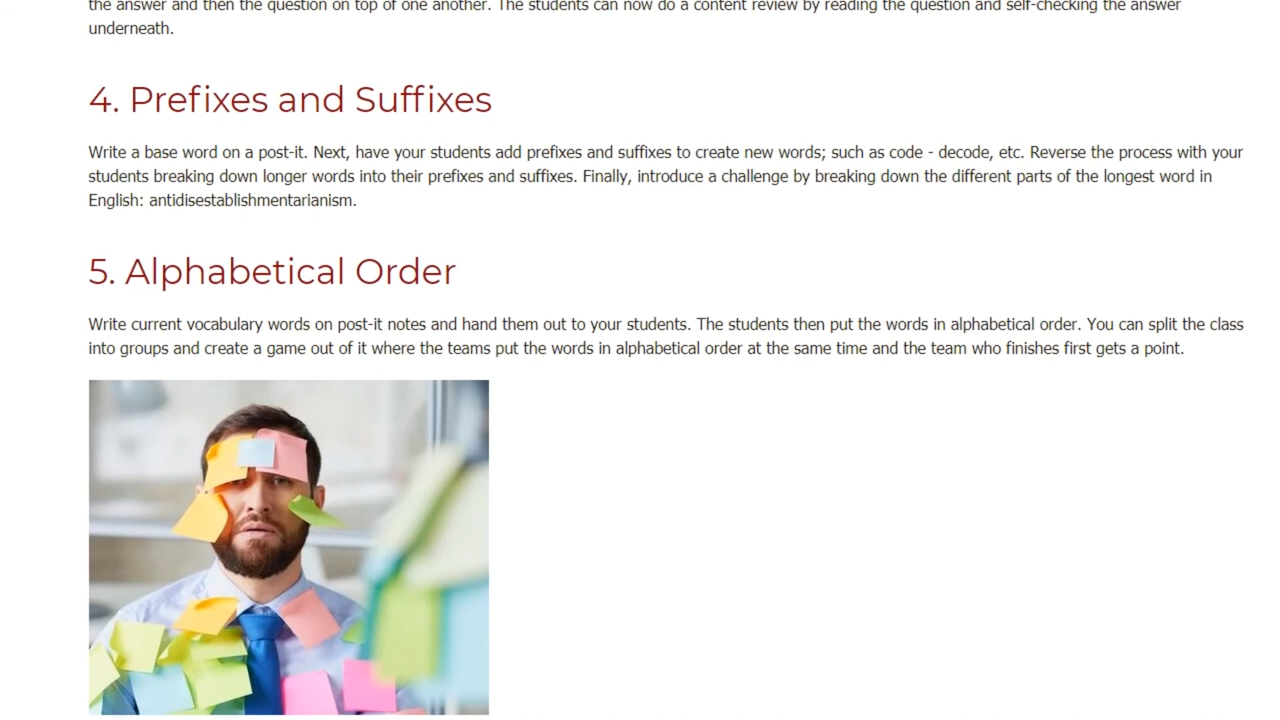 the answer and then the question on top of one another. The students can now do a content review by reading the question and self-checking the answer
underneath.
4. Prefixes and Suffixes
Write a base word on a post-it. Next, have your students add prefixes and suffixes to create new words; such as code - decode, etc. Reverse the process with your
students breaking down longer words into their prefixes and suffixes. Finally, introduce a challenge by breaking down the different parts of the longest word in
English: antidisestablishmentarianism.
5. Alphabetical Order
Write current vocabulary words on post-it notes and hand them out to your students. The students then put the words in alphabetical order. You can split the class
into groups and create a game out of it where the teams put the words in alphabetical order at the same time and the team who finishes first gets a point.